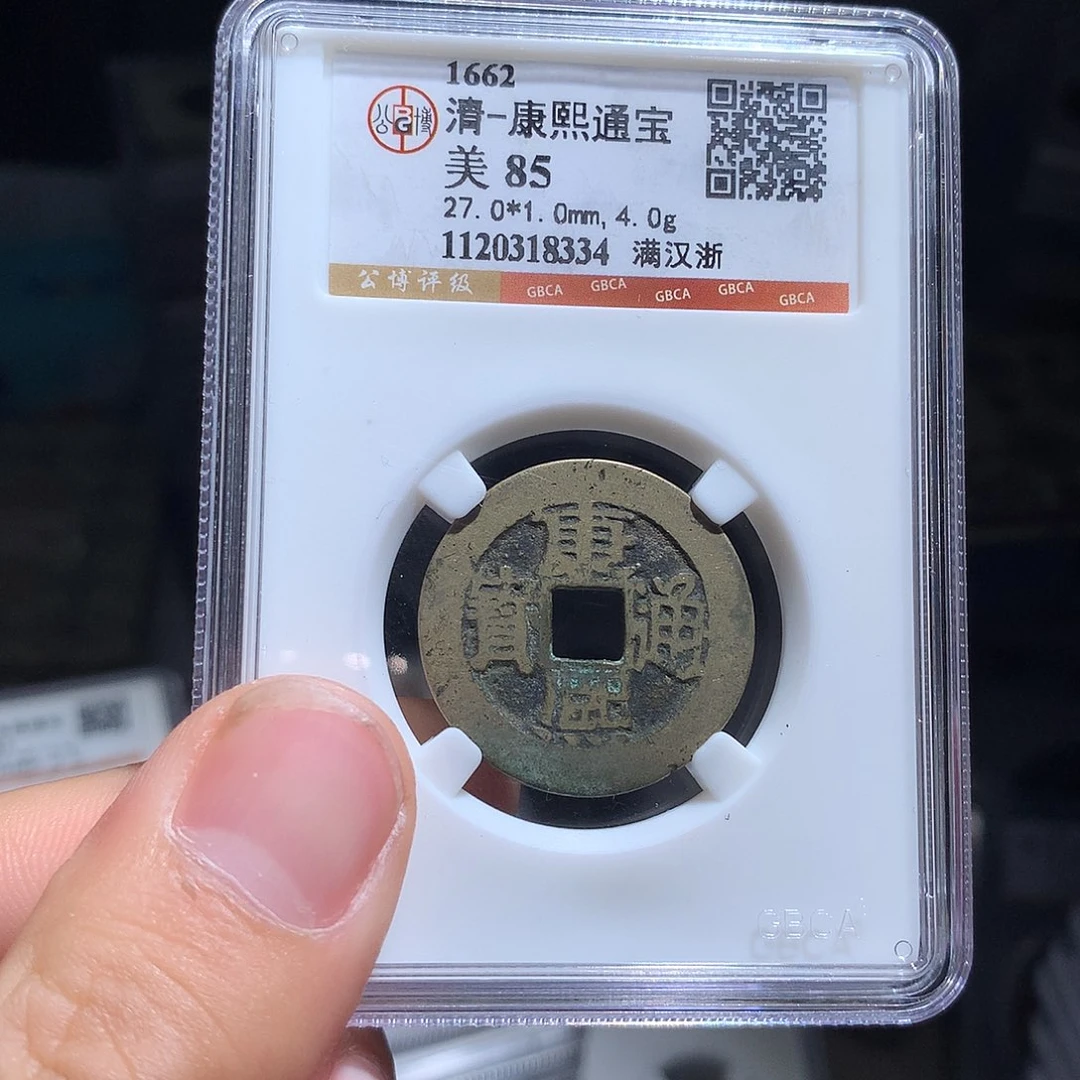 1662
公 BG 博
清-康熙通宝
美 85
27.0*1.0mm, 4.0g
1120318334 满汉浙
公博评级 GBCA GBCA GBCA GBCA GBCA
康
熙
通
寶
GBCA